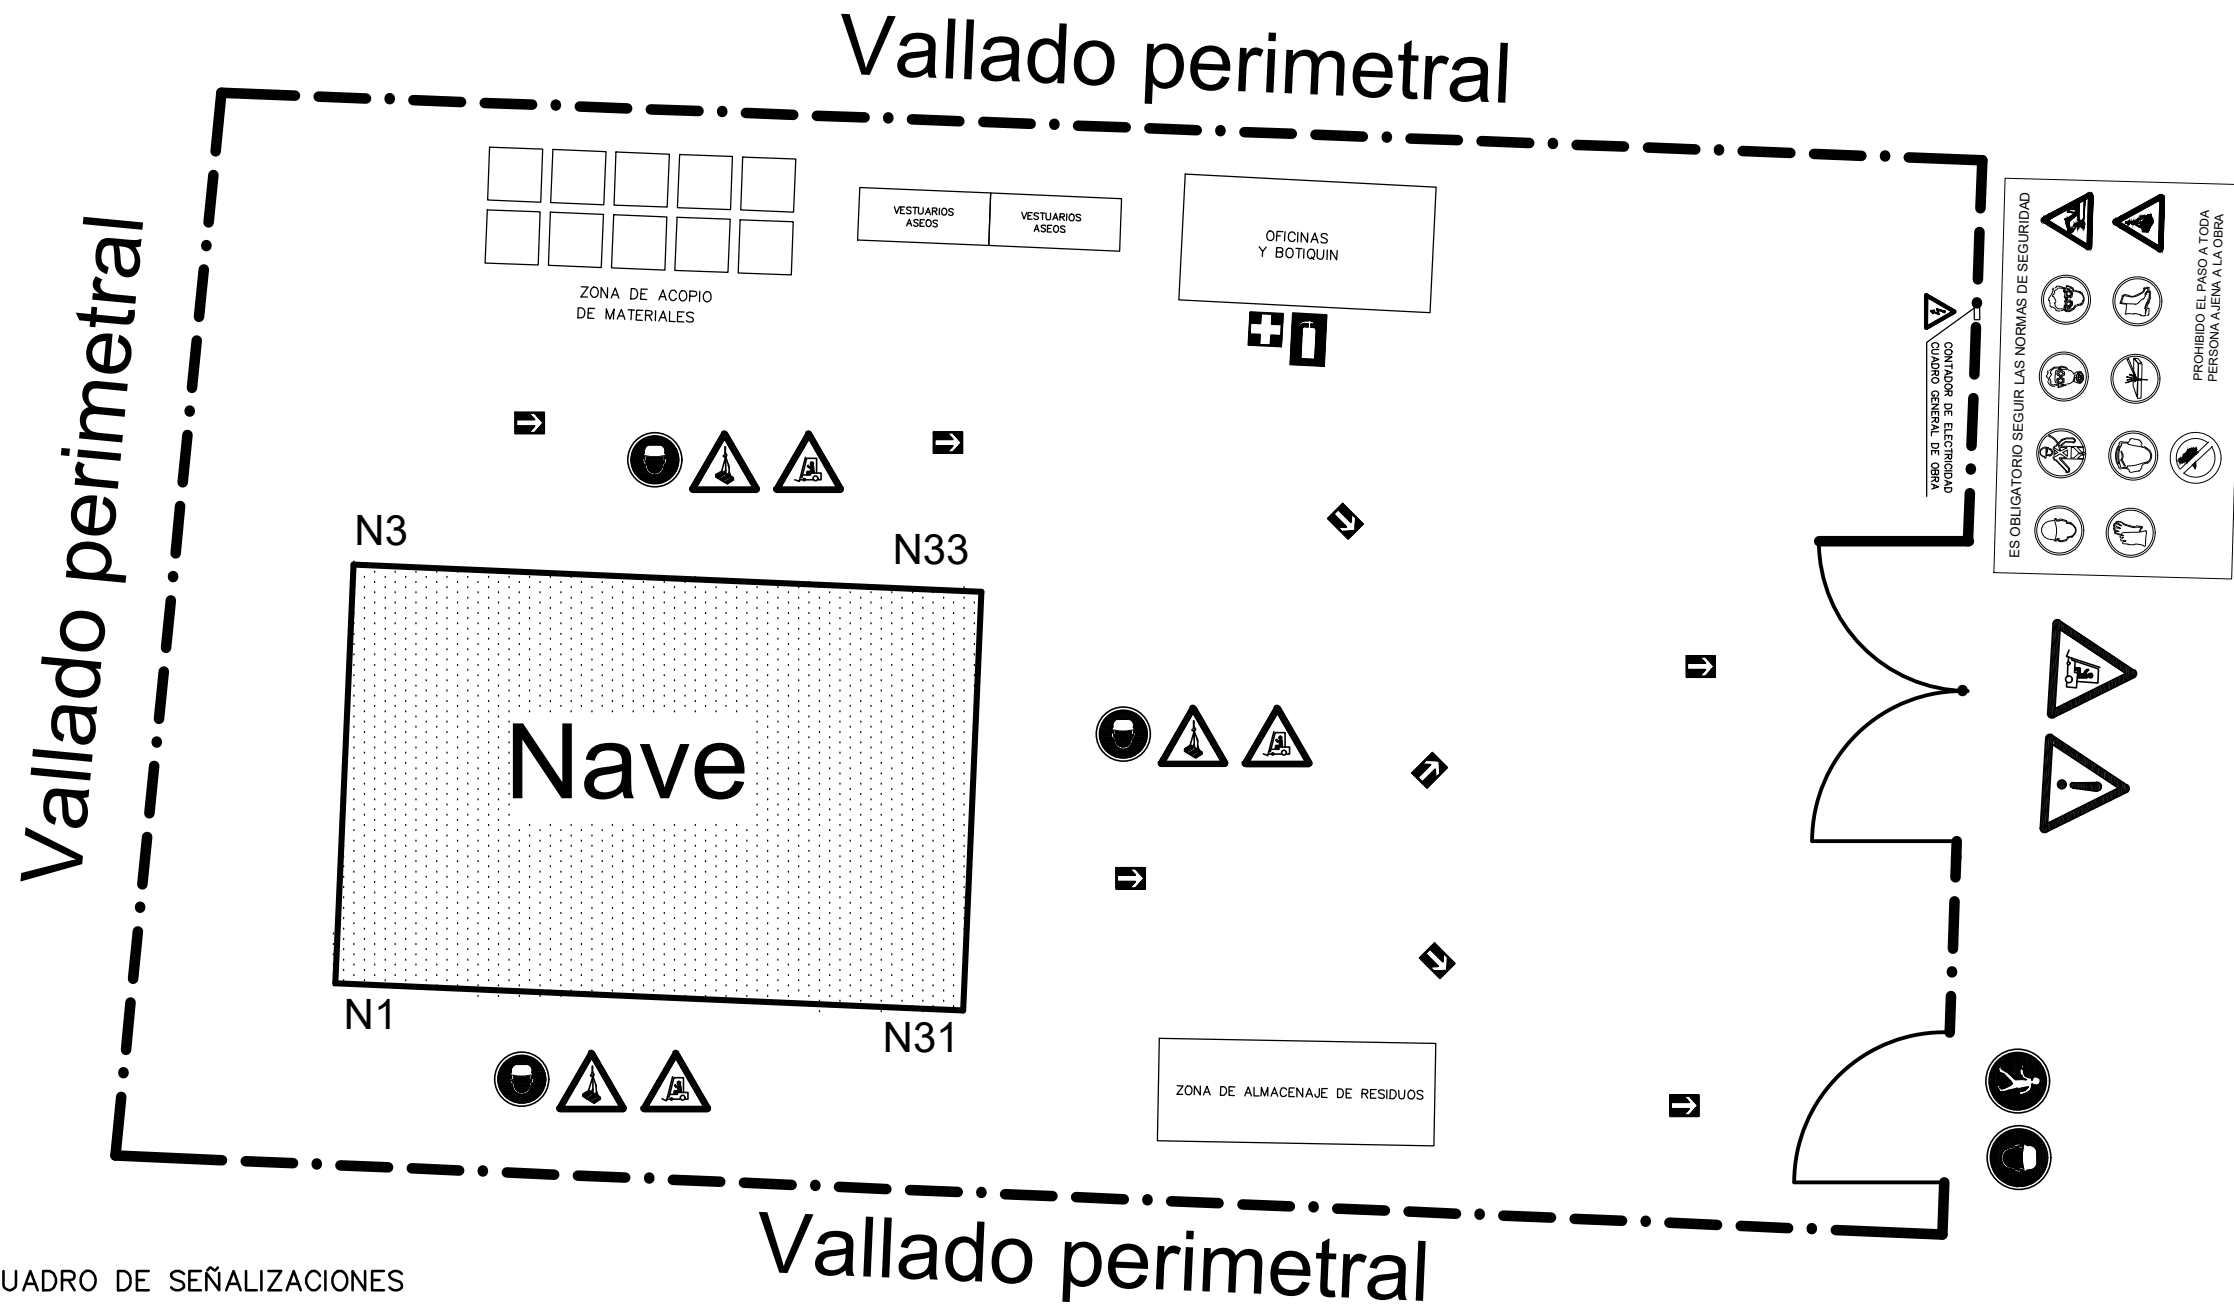 Vallado perimetral
Vallado perimetral
VESTUARIOS
ASEOS
VESTUARIOS
ASEOS
OFICINAS
Y BOTIQUIN
ZONA DE ACOPIO
DE MATERIALES
CONTADOR DE ELECTRICIDAD
CUADRO GENERAL DE OBRA
ES OBLIGATORIO SEGUIR LAS NORMAS DE SEGURIDAD
PROHIBIDO EL PASO A TODA
PERSONA AJENA A LA OBRA
N3
N33
Nave
N1
N31
ZONA DE ALMACENAJE DE RESIDUOS
Vallado perimetral
UADRO DE SEÑALIZACIONES